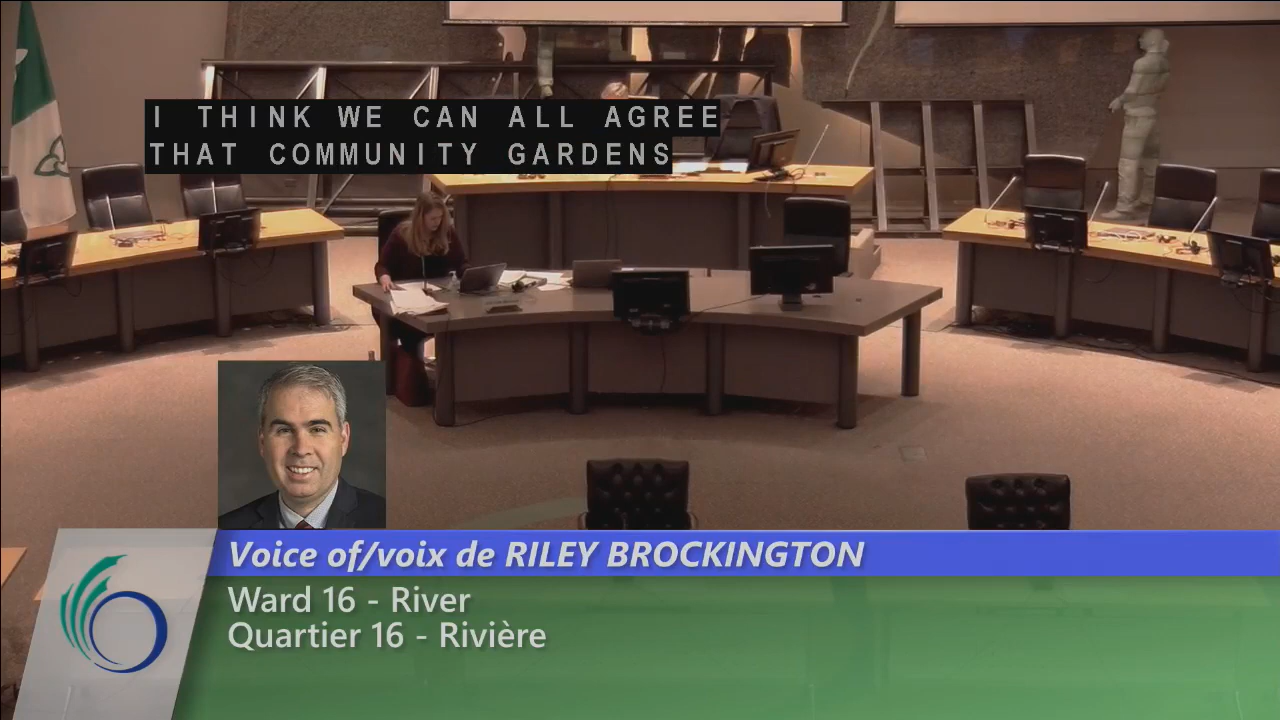 I THINK WE CAN ALL AGREE
THAT COMMUNITY GARDENS
Voice of/voix de RILEY BROCKINGTON
Ward 16 - River
Quartier 16 - Rivière